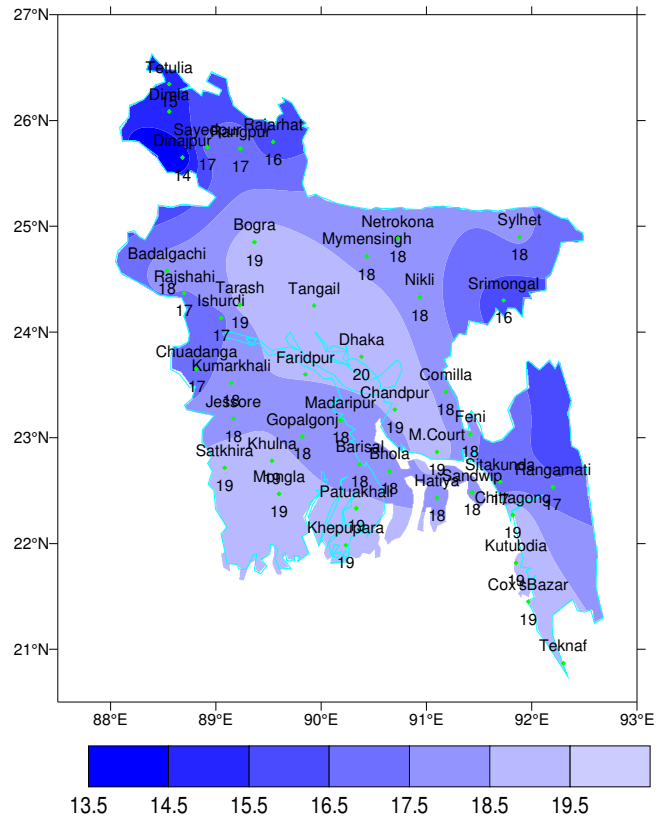 27°N
Tetulia
26°N
Dimla
15
Sayedpur
Rangpur
Rajarhat
Dinajpur
17
17
16
14
25°N
Bogra
Netrokona
Sylhet
Mymensingh
Badalgachi
19
18
18
18
Rajshahi
18
Tarash
Tangail
Nikli
Srimongal
Ishurdi
17
19
18
16
24°N
17
Dhaka
Chuadanga
Faridpur
20
Comilla
Kumarkhali
17
Chandpur
18
Jessore
Madaripur
18
Feni
23°N
18
Gopalgonj
18
19
M.Court
18
Satkhira
Khulna
18
Barisal
Bhola
19
Sitakunda
19
19
Mongla
18
18
Hatiya
Sandwip
17
Rangamati
17
19
Patuakhali
19
18
18
Chittagong
19
22°N
Khepupara
19
Kutubdia
19
Cox'sBazar
19
21°N
Teknaf
88°E
89°E
90°E
91°E
92°E
93°E
13.5
14.5
15.5
16.5
17.5
18.5
19.5